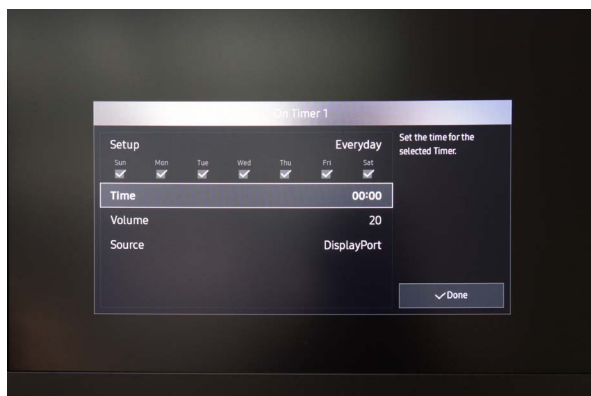 On Timer 1
Setup Everyday
Sun Mon Tue Wed Thu Fri Sat
Time 00:00
Volume 20
Source DisplayPort
Set the time for the
selected Timer.
Done